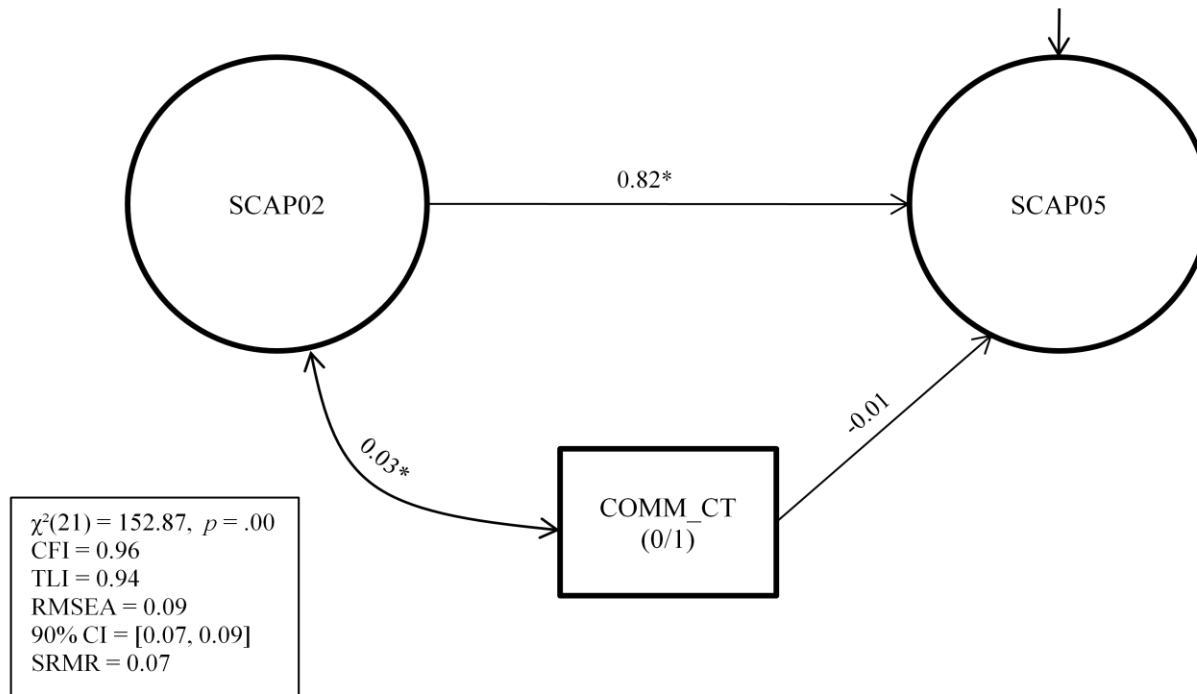 SCAP02
0.82*
SCAP05
0.03*
-0.01
COMM_CT
(0/1)
χ²(21) = 152.87, p = .00
CFI = 0.96
TLI = 0.94
RMSEA = 0.09
90% CI = [0.07, 0.09]
SRMR = 0.07